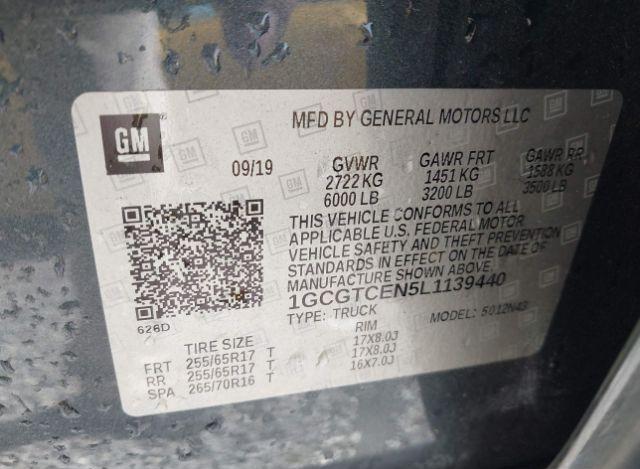 GM
MFD BY GENERAL MOTORS LLC
09/19
GVWR GAWR FRT GAWR RR
2722 KG 1451 KG 1588 KG
6000 LB 3200 LB 3500 LB
THIS VEHICLE CONFORMS TO ALL
APPLICABLE U.S. FEDERAL MOTOR
VEHICLE SAFETY AND THEFT PREVENTION
STANDARDS IN EFFECT ON THE DATE OF
MANUFACTURE SHOWN ABOVE.
1GCGTCEN5L1139440
626D
TYPE: TRUCK MODEL: 5012N43
TIRE SIZE RIM
FRT 255/65R17 T 17X8.0J
RR 255/65R17 T 17X8.0J
SPA 265/70R16 T 16X7.0J